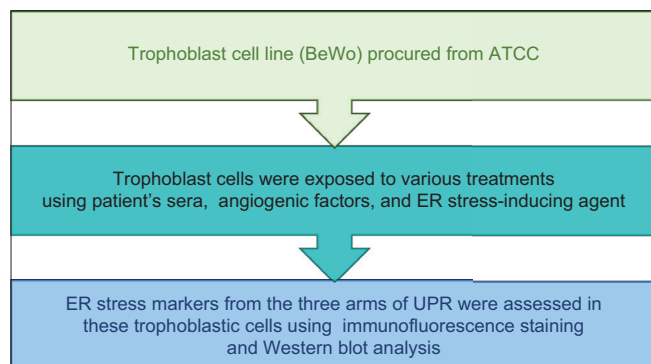 Trophoblast cell line (BeWo) procured from ATCC
Trophoblast cells were exposed to various treatments
using patient's sera, angiogenic factors, and ER stress-inducing agent
ER stress markers from the three arms of UPR were assessed in
these trophoblastic cells using immunofluorescence staining
and Western blot analysis